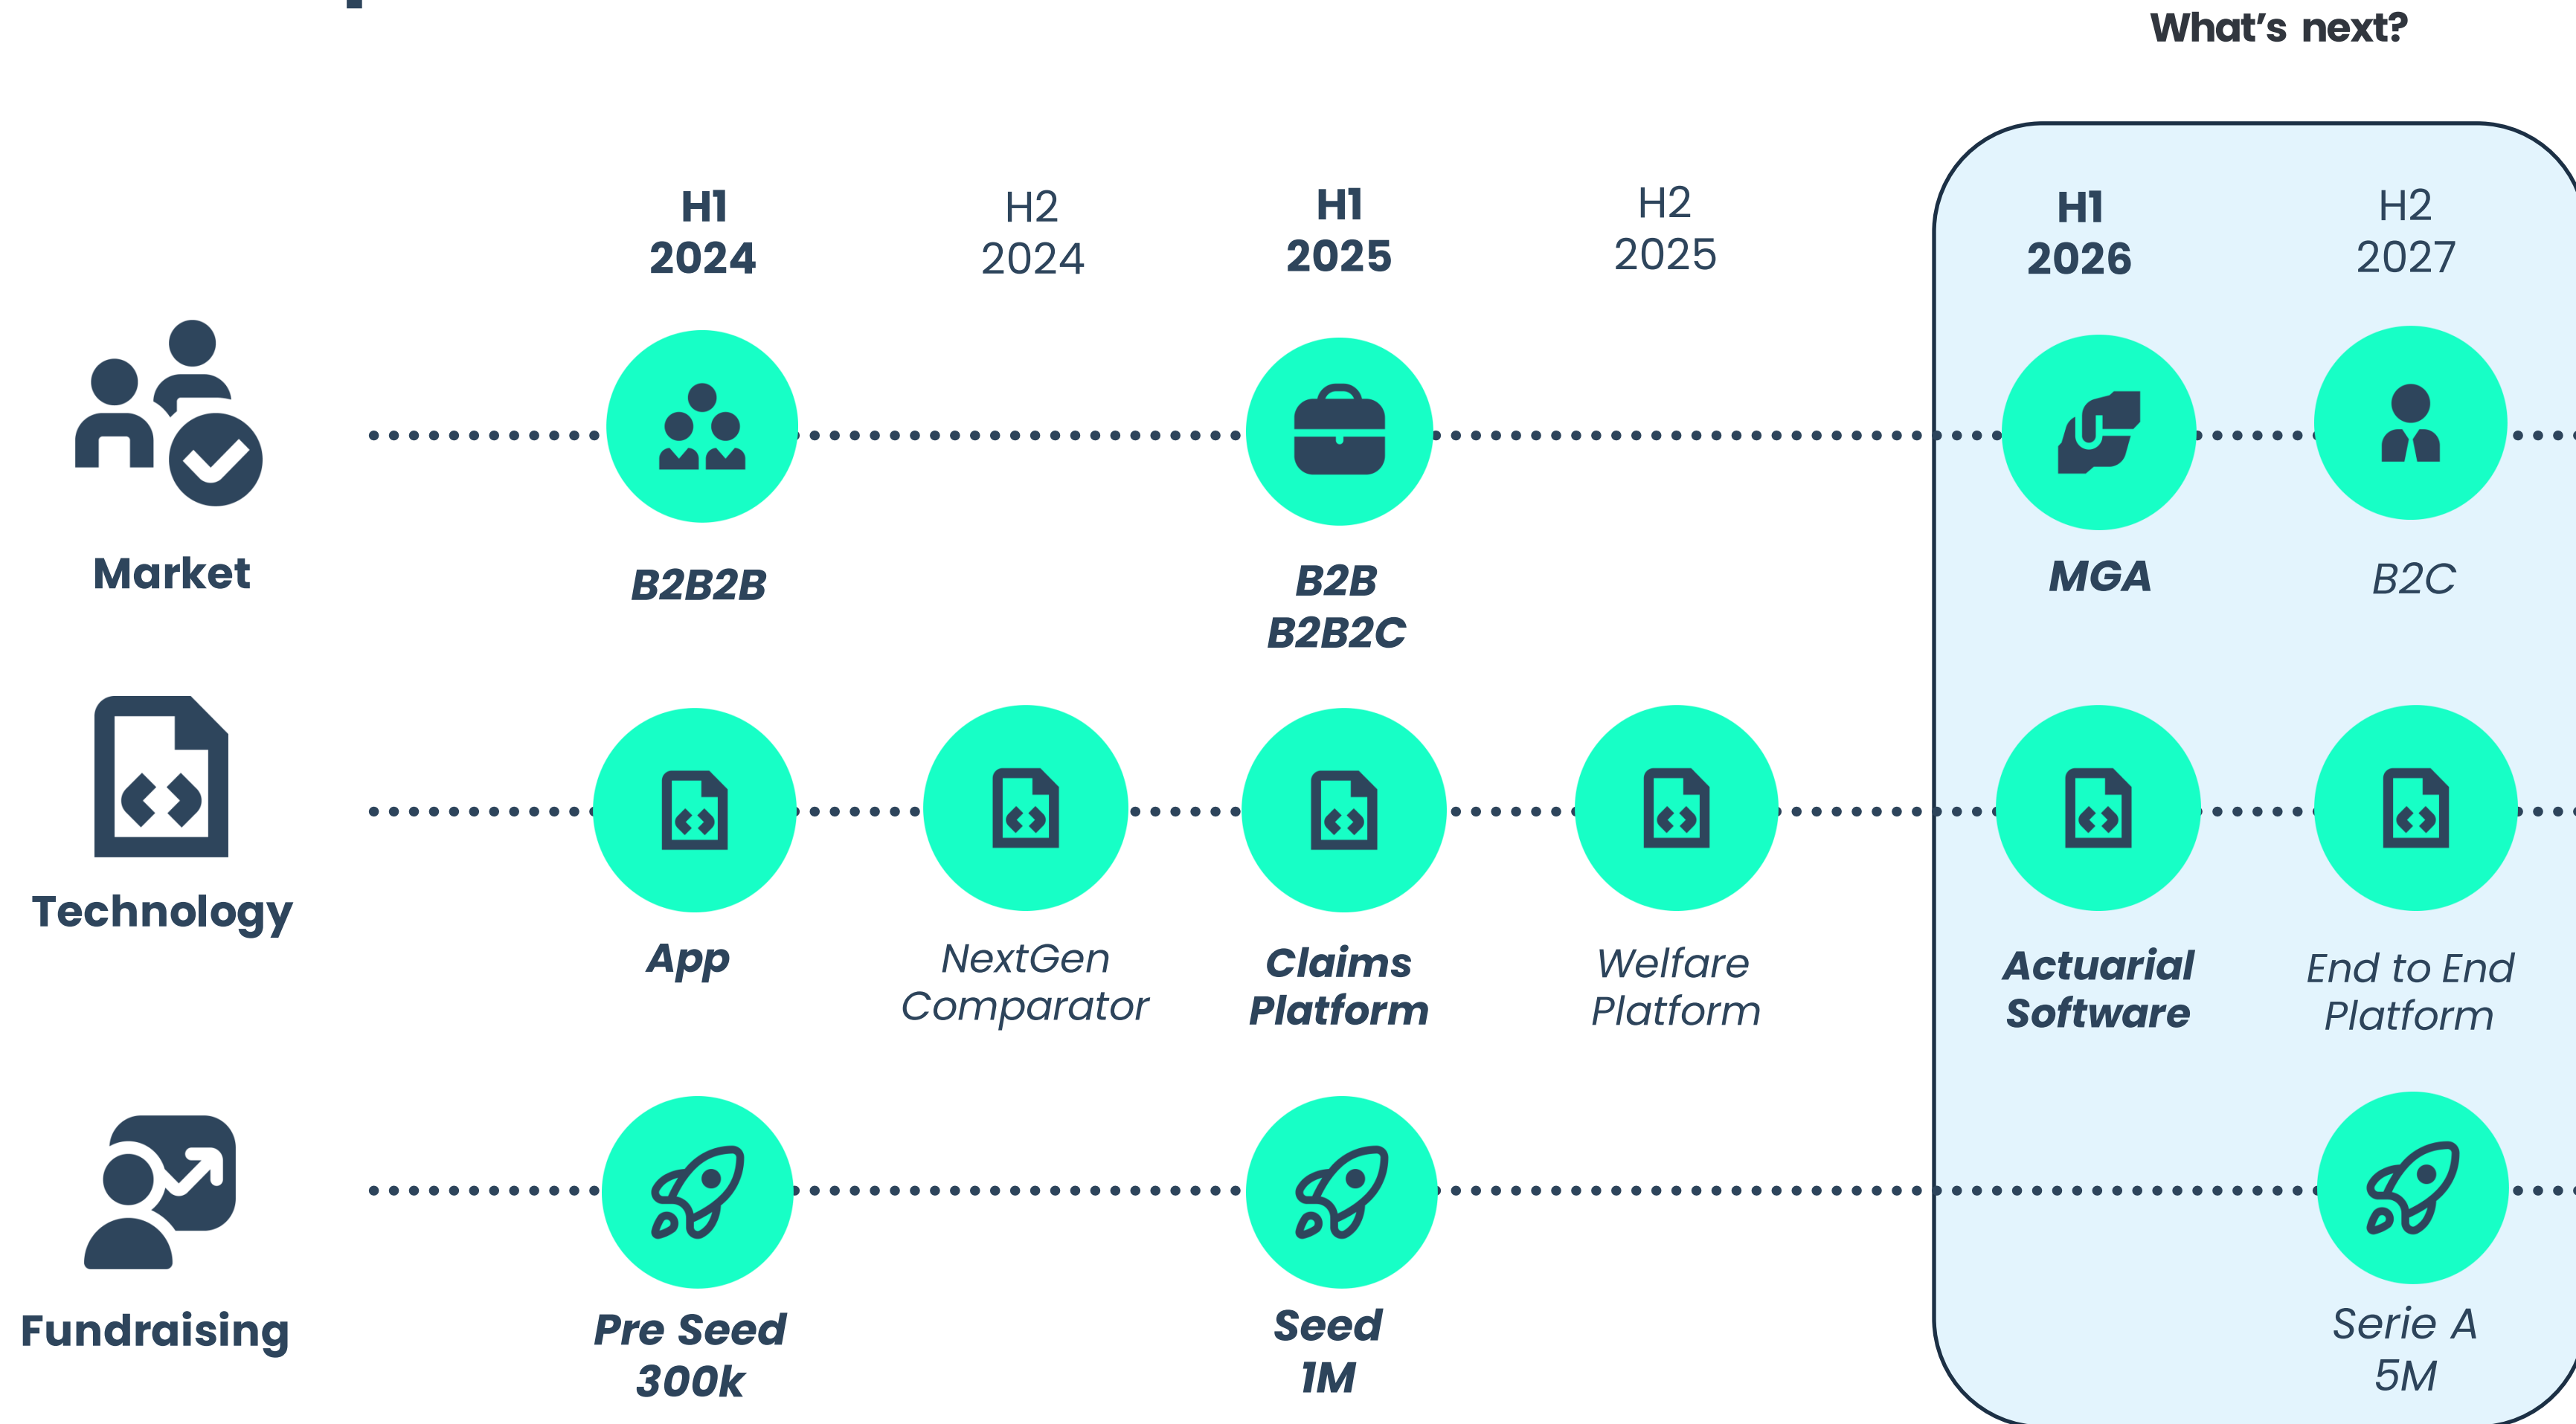 What's next?
H1
2024
H2
2024
H1
2025
H2
2025
H1
2026
H2
2027
Market
B2B2B
B2B
B2B2C
MGA
B2C
Technology
App
NextGen
Comparator
Claims
Platform
Welfare
Platform
Actuarial
Software
End to End
Platform
Fundraising
Pre Seed
300k
Seed
1M
Serie A
5M